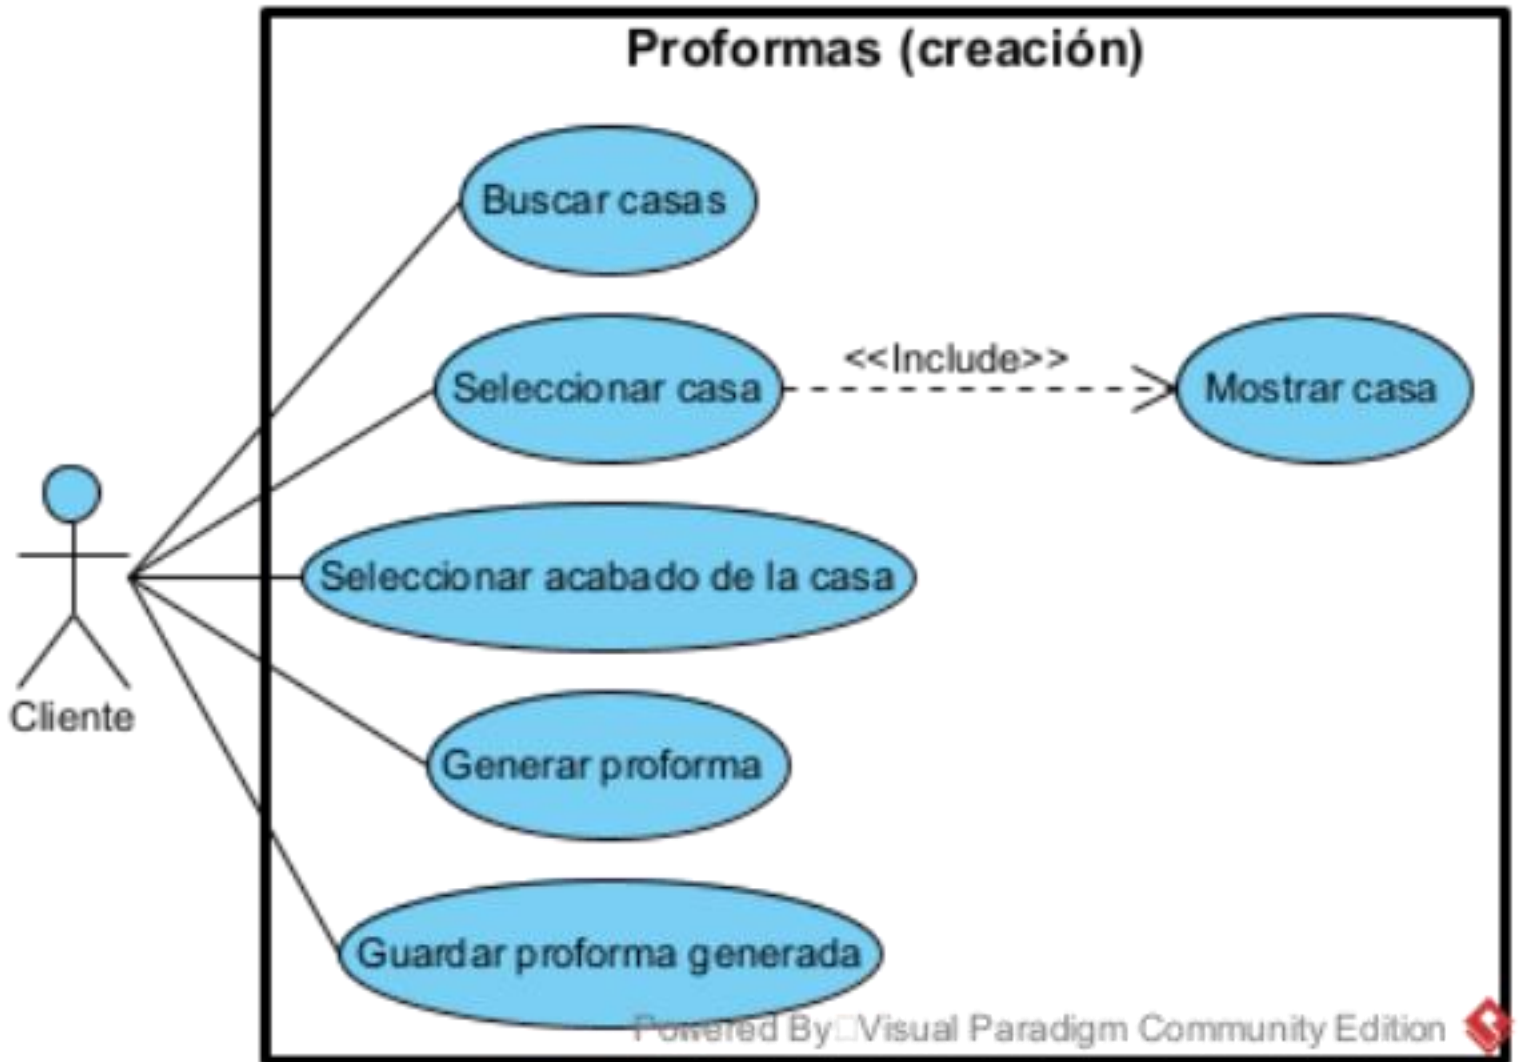 Proformas (creación)
Buscar casas
Seleccionar casa
<<Include>>
Mostrar casa
Seleccionar acabado de la casa
Cliente
Generar proforma
Guardar proforma generada
Powered By Visual Paradigm Community Edition